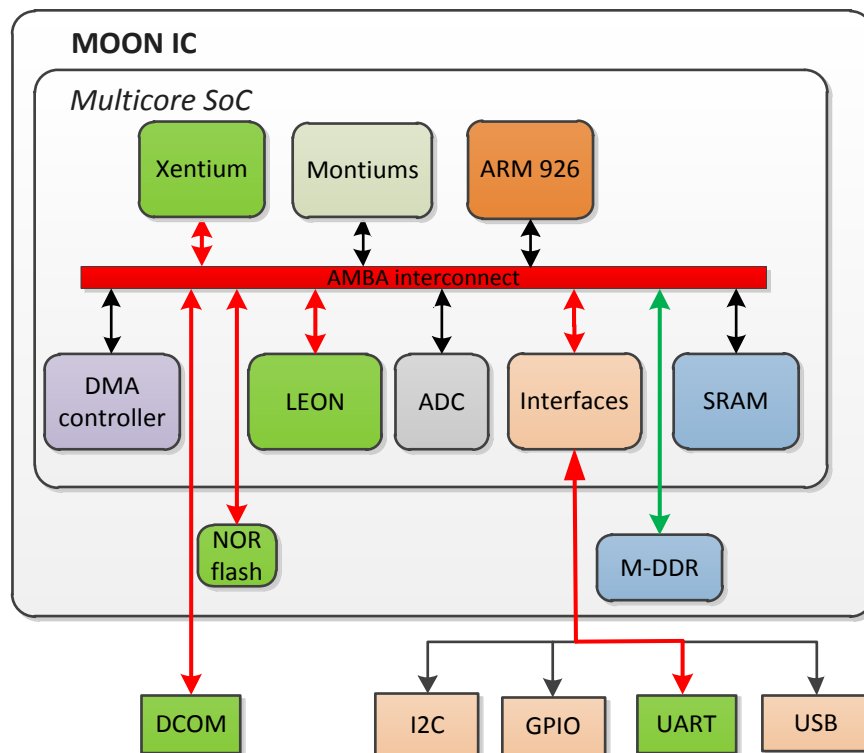 MOON IC
Multicore SoC
Xentium
Montiums
ARM 926
AMBA interconnect
DMA
controller
LEON
ADC
Interfaces
SRAM
NOR
flash
M-DDR
DCOM
I2C
GPIO
UART
USB